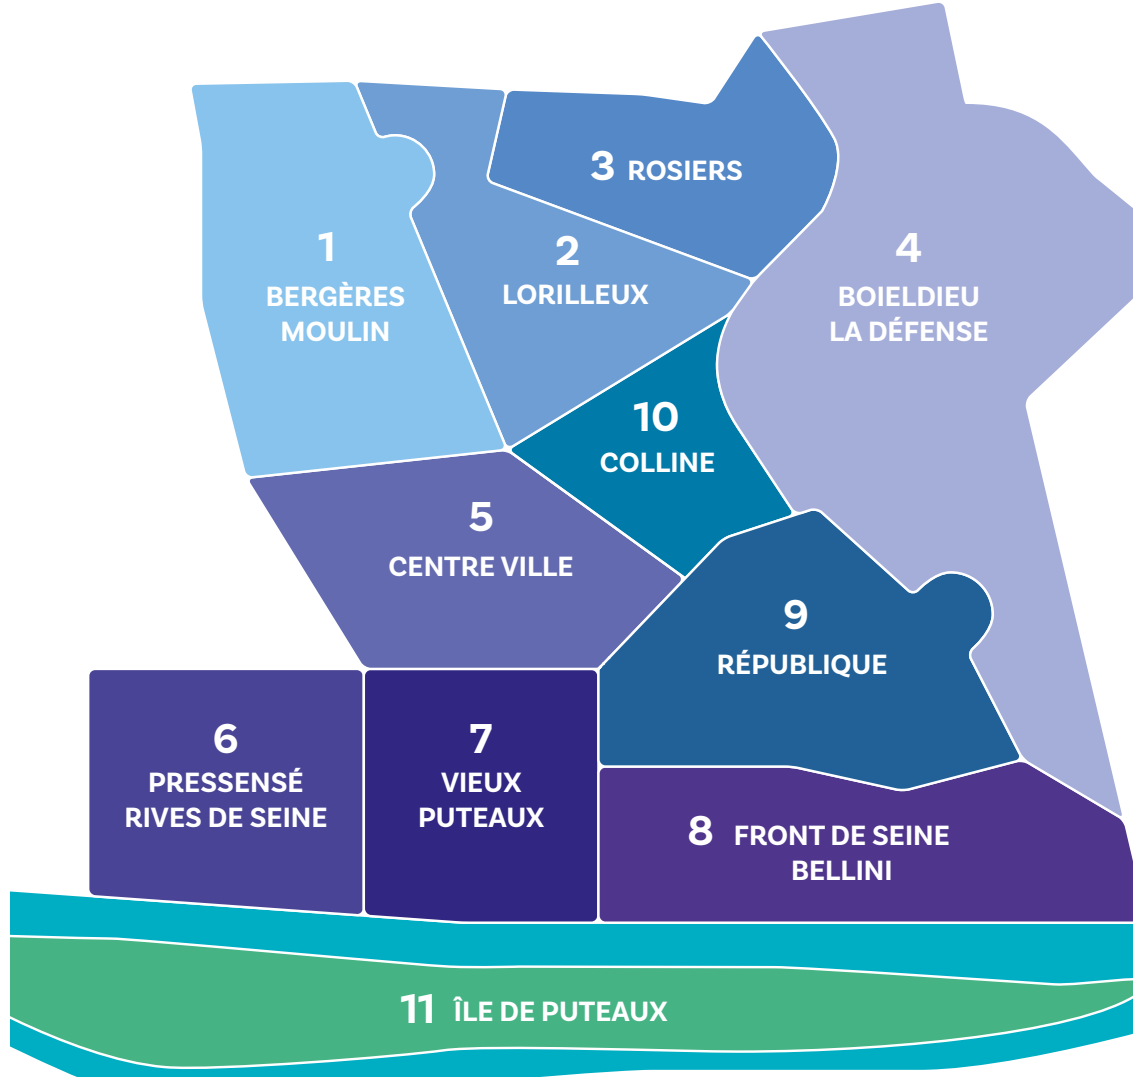 1
BERGÈRES
MOULIN
2
LORILLEUX
3 ROSIERS
4
BOIELDIEU
LA DÉFENSE
10
COLLINE
5
CENTRE VILLE
9
RÉPUBLIQUE
6
PRESSENSÉ
RIVES DE SEINE
7
VIEUX
PUTEAUX
8 FRONT DE SEINE
BELLINI
11 ÎLE DE PUTEAUX